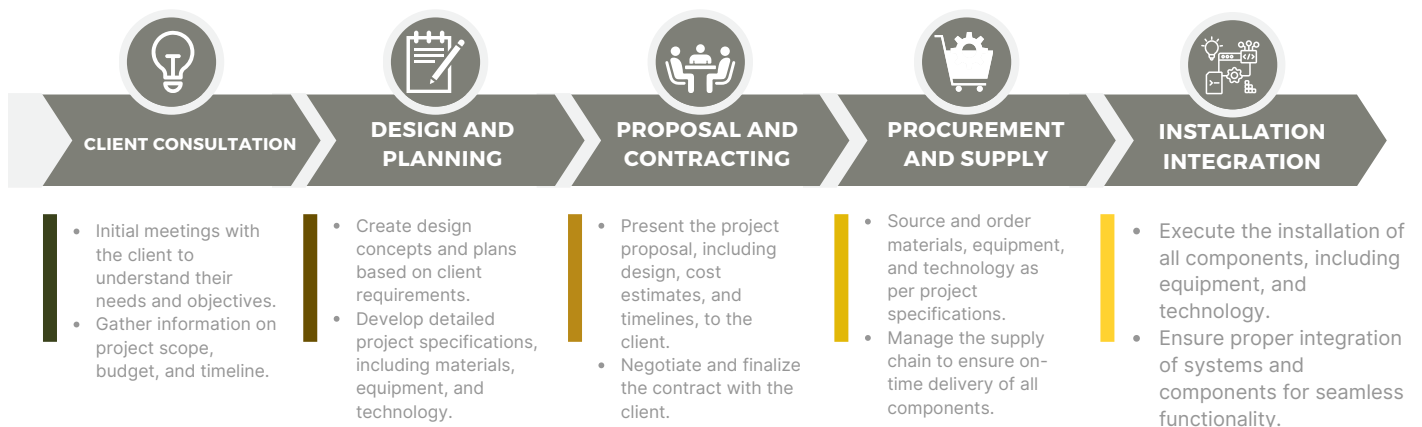 CLIENT CONSULTATION
DESIGN AND
PLANNING
PROPOSAL AND
CONTRACTING
PROCUREMENT
AND SUPPLY
INSTALLATION
INTEGRATION
• Initial meetings with
the client to
understand their
needs and objectives.
• Gather information on
project scope,
budget, and timeline.
• Create design
concepts and plans
based on client
requirements.
• Develop detailed
project specifications,
including materials,
equipment, and
technology.
• Present the project
proposal, including
design, cost
estimates, and
timelines, to the
client.
• Negotiate and finalize
the contract with the
client.
• Source and order
materials, equipment,
and technology as
per project
specifications.
• Manage the supply
chain to ensure on-
time delivery of all
components.
• Execute the installation of
all components, including
equipment, and
technology.
• Ensure proper integration
of systems and
components for seamless
functionality.